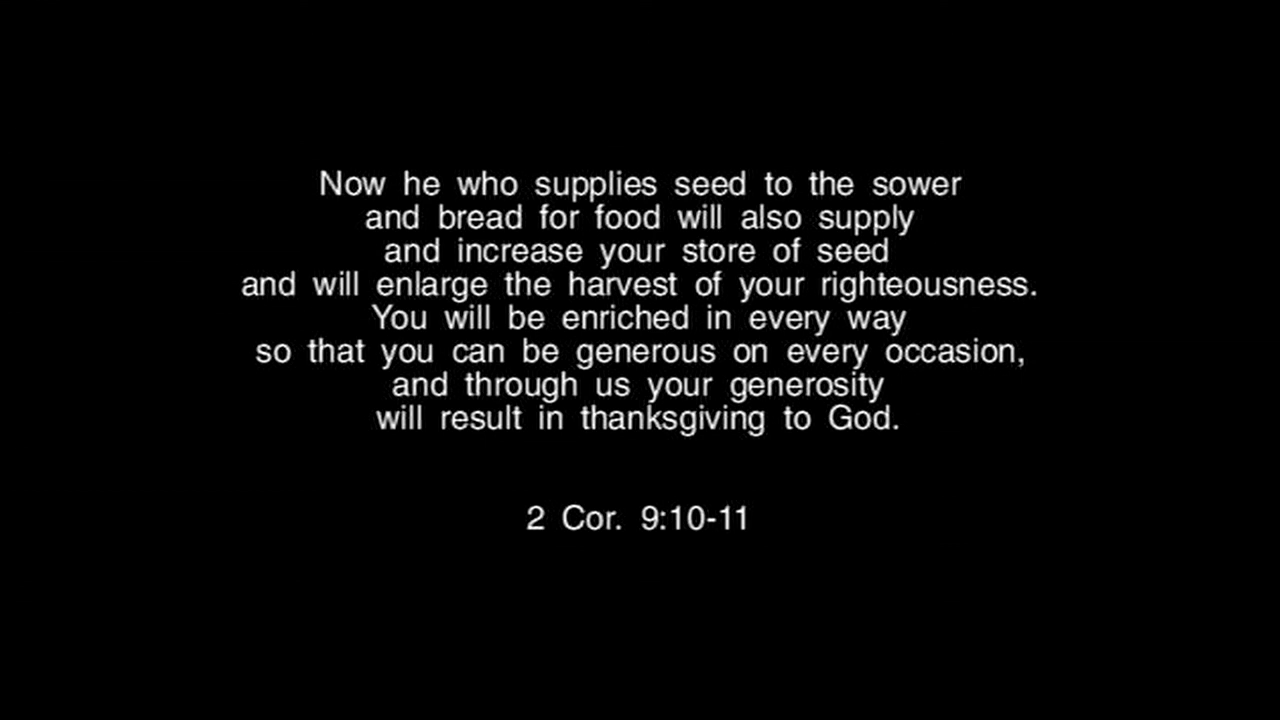 Now he who supplies seed to the sower
and bread for food will also supply
and increase your store of seed
and will enlarge the harvest of your righteousness.
You will be enriched in every way
so that you can be generous on every occasion,
and through us your generosity
will result in thanksgiving to God.
2 Cor. 9:10-11